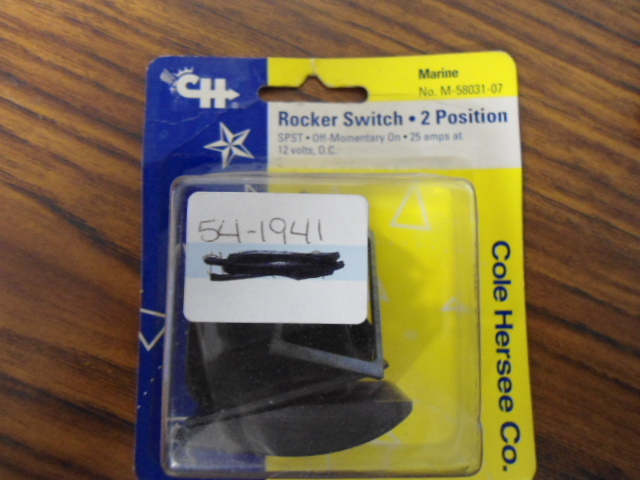 CH
Marine
No. M-58031-07
Rocker Switch • 2 Position
SPST • Off-Momentary On • 25 amps at
12 volts, D.C.
54-1941
Cole Hersee Co.